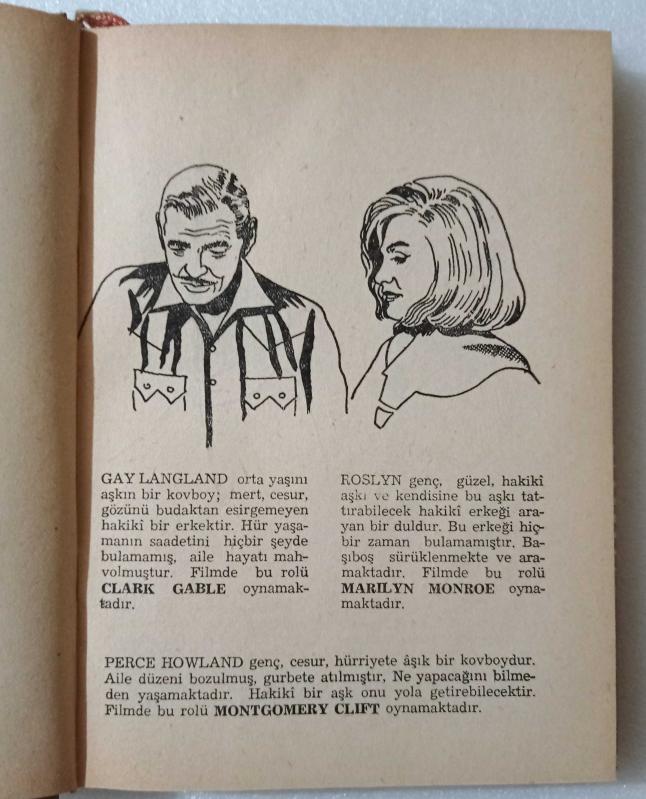 GAY LANGLAND orta yaşını
aşkın bir kovboy; mert, cesur,
gözünü budaktan esirgemeyen
hakikî bir erkektir. Hür yaşa-
manın saadetini hiçbir şeyde
bulamamış, aile hayatı mah-
volmuştur. Filmde bu rolü
CLARK GABLE oynamak-
tadır.
ROSLYN genç, güzel, hakikî
aşkı ve kendisine bu aşkı tat-
tırabilecek hakikî erkeği ara-
yan bir duldur. Bu erkeği hiç-
bir zaman bulamamıştır. Ba-
şıboş sürüklenmekte ve ara-
maktadır. Filmde bu rolü
MARILYN MONROE oyna-
maktadır.
PERCE HOWLAND genç, cesur, hürriyete âşık bir kovboydur.
Aile düzeni bozulmuş, gurbete atılmıştır, Ne yapacağını bilme-
den yaşamaktadır. Hakikî bir aşk onu yola getirebilecektir.
Filmde bu rolü MONTGOMERY CLIFT oynamaktadır.